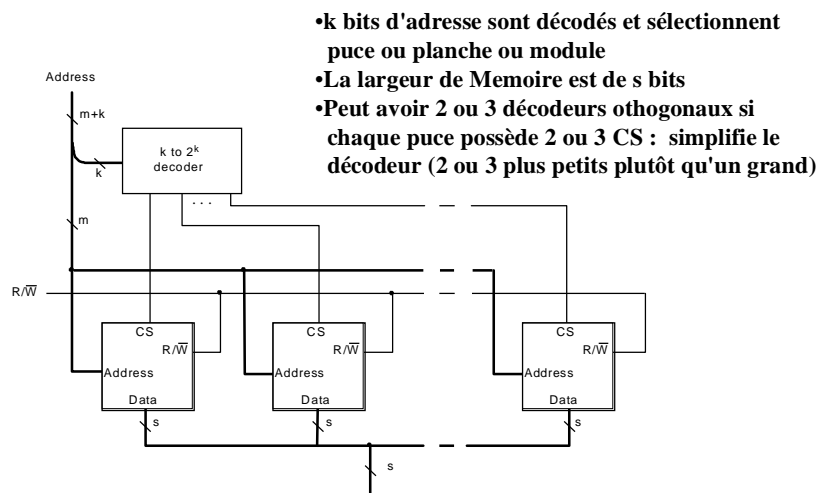 •k bits d'adresse sont décodés et sélectionnent
puce ou planche ou module
•La largeur de Memoire est de s bits
•Peut avoir 2 ou 3 décodeurs othogonaux si
chaque puce possède 2 ou 3 CS : simplifie le
décodeur (2 ou 3 plus petits plutôt qu'un grand)
Address
m+k
k to 2^k
decoder
k
. . .
m
R/W̅
CS
R/W̅
Address
Data
s
CS
R/W̅
Address
Data
s
CS
R/W̅
Address
Data
s
s